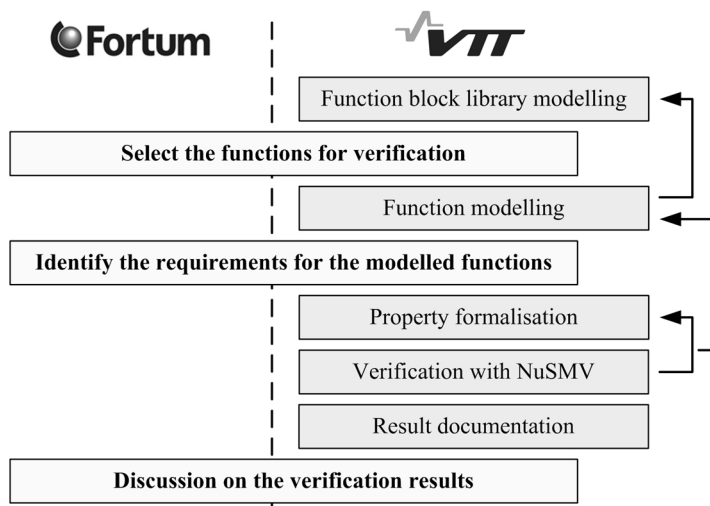 Fortum
VTT
Function block library modelling
Select the functions for verification
Function modelling
Identify the requirements for the modelled functions
Property formalisation
Verification with NuSMV
Result documentation
Discussion on the verification results